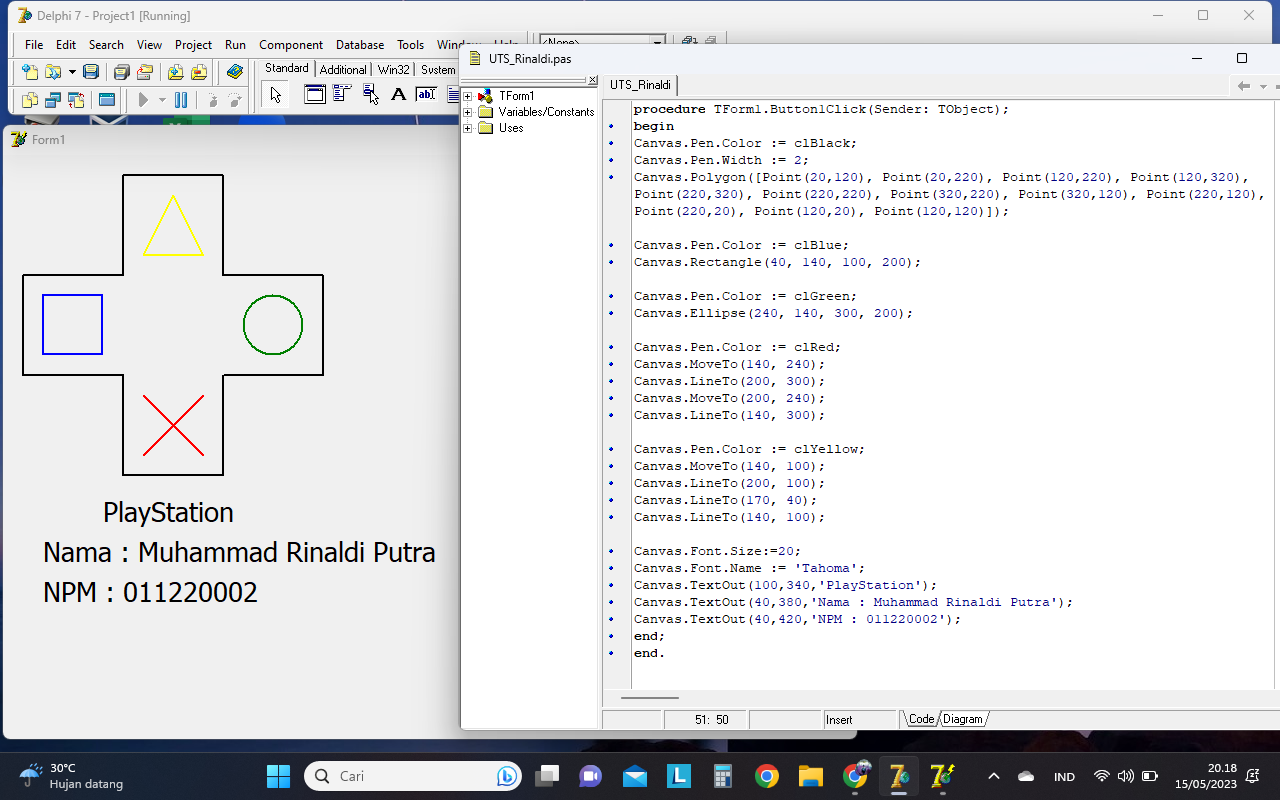 Delphi 7 - Project1 [Running]
File Edit Search View Project Run Component Database Tools Window Help
<None>
Standard Additional Win32 System
Form1
PlayStation
Nama : Muhammad Rinaldi Putra
NPM : 011220002
UTS_Rinaldi.pas
TForm1
Variables/Constants
Uses
UTS_Rinaldi
procedure TForm1.Button1Click(Sender: TObject);
begin
Canvas.Pen.Color := clBlack;
Canvas.Pen.Width := 2;
Canvas.Polygon([Point(20,120), Point(20,220), Point(120,220), Point(120,320),
Point(220,320), Point(220,220), Point(320,220), Point(320,120), Point(220,120),
Point(220,20), Point(120,20), Point(120,120)]);
Canvas.Pen.Color := clBlue;
Canvas.Rectangle(40, 140, 100, 200);
Canvas.Pen.Color := clGreen;
Canvas.Ellipse(240, 140, 300, 200);
Canvas.Pen.Color := clRed;
Canvas.MoveTo(140, 240);
Canvas.LineTo(200, 300);
Canvas.MoveTo(200, 240);
Canvas.LineTo(140, 300);
Canvas.Pen.Color := clYellow;
Canvas.MoveTo(140, 100);
Canvas.LineTo(200, 100);
Canvas.LineTo(170, 40);
Canvas.LineTo(140, 100);
Canvas.Font.Size:=20;
Canvas.Font.Name := 'Tahoma';
Canvas.TextOut(100,340,'PlayStation');
Canvas.TextOut(40,380,'Nama : Muhammad Rinaldi Putra');
Canvas.TextOut(40,420,'NPM : 011220002');
end;
end.
51: 50
Insert
Code Diagram
30°C
Hujan datang
Cari
IND
20.18
15/05/2023